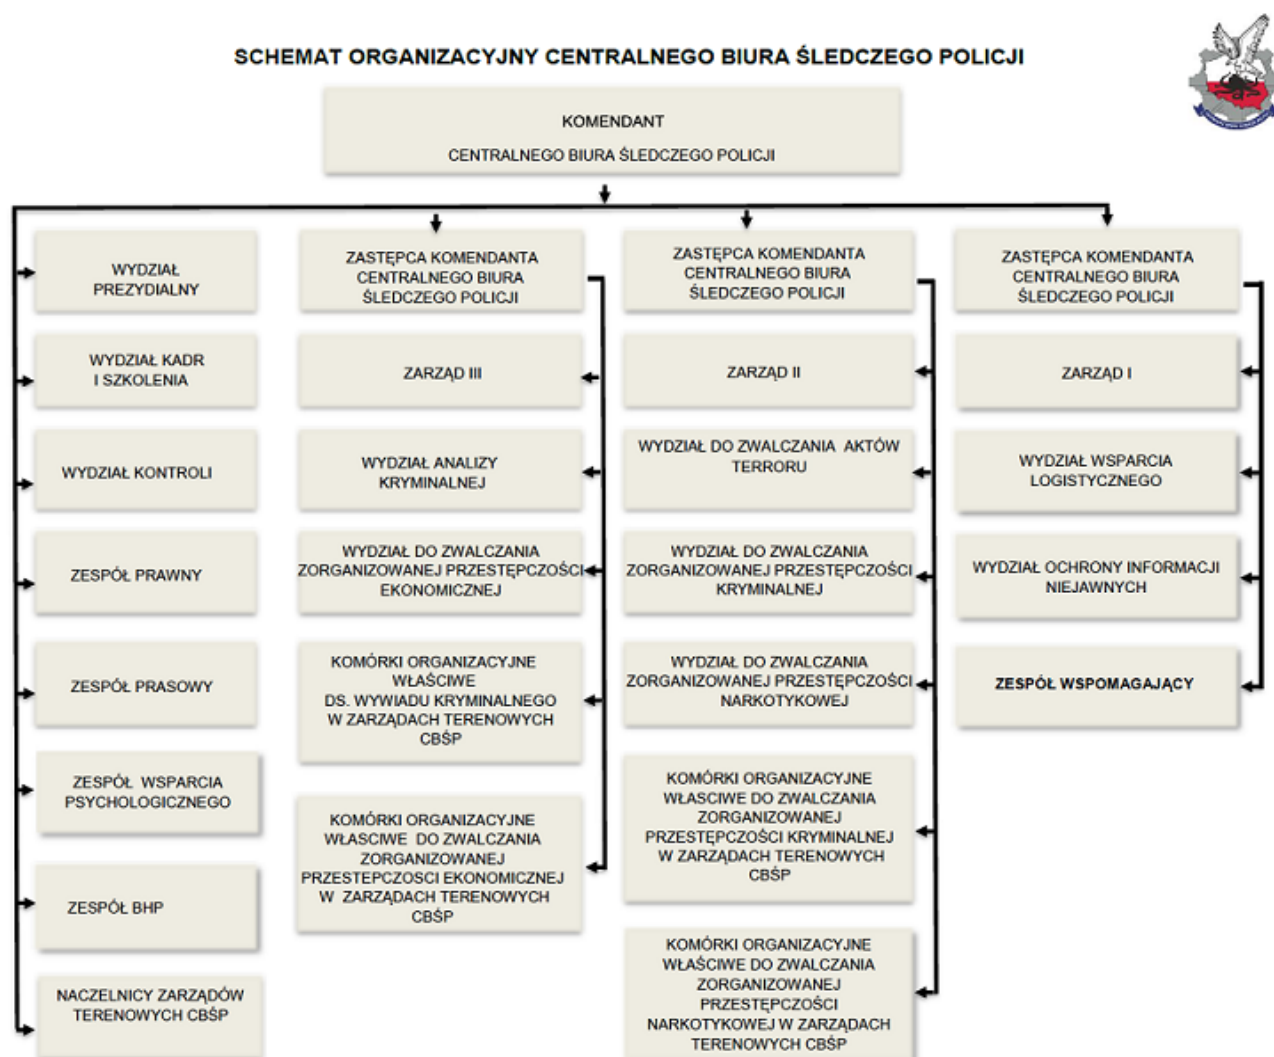 SCHEMAT ORGANIZACYJNY CENTRALNEGO BIURA ŚLEDCZEGO POLICJI
KOMENDANT
CENTRALNEGO BIURA ŚLEDCZEGO POLICJI
WYDZIAŁ
PREZYDIALNY
WYDZIAŁ KADR
I SZKOLENIA
WYDZIAŁ KONTROLI
ZESPÓŁ PRAWNY
ZESPÓŁ PRASOWY
ZESPÓŁ WSPARCIA
PSYCHOLOGICZNEGO
ZESPÓŁ BHP
NACZELNICY ZARZĄDÓW
TERENOWYCH CBŚP
ZASTĘPCA KOMENDANTA
CENTRALNEGO BIURA
ŚLEDCZEGO POLICJI
ZARZĄD III
WYDZIAŁ ANALIZY
KRYMINALNEJ
WYDZIAŁ DO ZWALCZANIA
ZORGANIZOWANEJ PRZESTĘPCZOŚCI
EKONOMICZNEJ
KOMÓRKI ORGANIZACYJNE
WŁAŚCIWE
DS. WYWIADU KRYMINALNEGO
W ZARZĄDACH TERENOWYCH
CBŚP
KOMÓRKI ORGANIZACYJNE
WŁAŚCIWE DO ZWALCZANIA
ZORGANIZOWANEJ
PRZESTEPCZOSCI EKONOMICZNEJ
W ZARZĄDACH TERENOWYCH
CBŚP
ZASTĘPCA KOMENDANTA
CENTRALNEGO BIURA
ŚLEDCZEGO POLICJI
ZARZĄD II
WYDZIAŁ DO ZWALCZANIA AKTÓW
TERRORU
WYDZIAŁ DO ZWALCZANIA
ZORGANIZOWANEJ PRZESTĘPCZOŚCI
KRYMINALNEJ
WYDZIAŁ DO ZWALCZANIA
ZORGANIZOWANEJ PRZESTĘPCZOŚCI
NARKOTYKOWEJ
KOMÓRKI ORGANIZACYJNE
WŁAŚCIWE DO ZWALCZANIA
ZORGANIZOWANEJ
PRZESTĘPCZOŚCI KRYMINALNEJ
W ZARZĄDACH TERENOWYCH
CBŚP
KOMÓRKI ORGANIZACYJNE
WŁAŚCIWE DO ZWALCZANIA
ZORGANIZOWANEJ
PRZESTĘPCZOŚCI
NARKOTYKOWEJ W ZARZĄDACH
TERENOWYCH CBŚP
ZASTĘPCA KOMENDANTA
CENTRALNEGO BIURA
ŚLEDCZEGO POLICJI
ZARZĄD I
WYDZIAŁ WSPARCIA
LOGISTYCZNEGO
WYDZIAŁ OCHRONY INFORMACJI
NIEJAWNYCH
ZESPÓŁ WSPOMAGAJĄCY